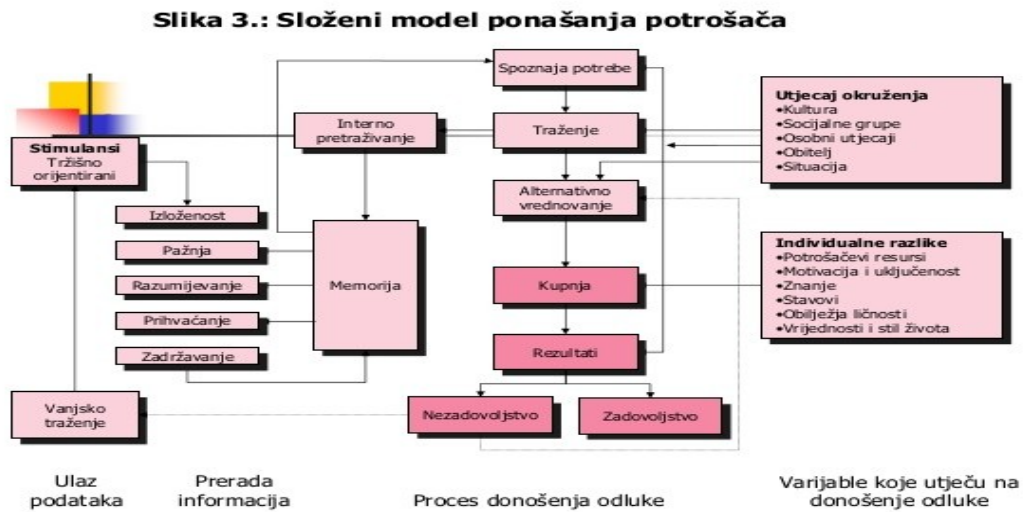 Slika 3.: Složeni model ponašanja potrošača
Spoznaja potrebe
Utjecaj okruženja
•Kultura
•Socijalne grupe
•Osobni utjecaji
•Obitelj
•Situacija
Interno
pretraživanje
Traženje
Stimulansi
Tržišno
orijentirani
Alternativno
vrednovanje
Izloženost
Pažnja
Razumijevanje
Prihvaćanje
Zadržavanje
Memorija
Kupnja
Individualne razlike
•Potrošačevi resursi
•Motivacija i uključenost
•Znanje
•Stavovi
•Obilježja ličnosti
•Vrijednosti i stil života
Rezultati
Vanjsko
traženje
Nezadovoljstvo
Zadovoljstvo
Ulaz
podataka
Prerada
informacija
Proces donošenja odluke
Varijable koje utječu na
donošenje odluke